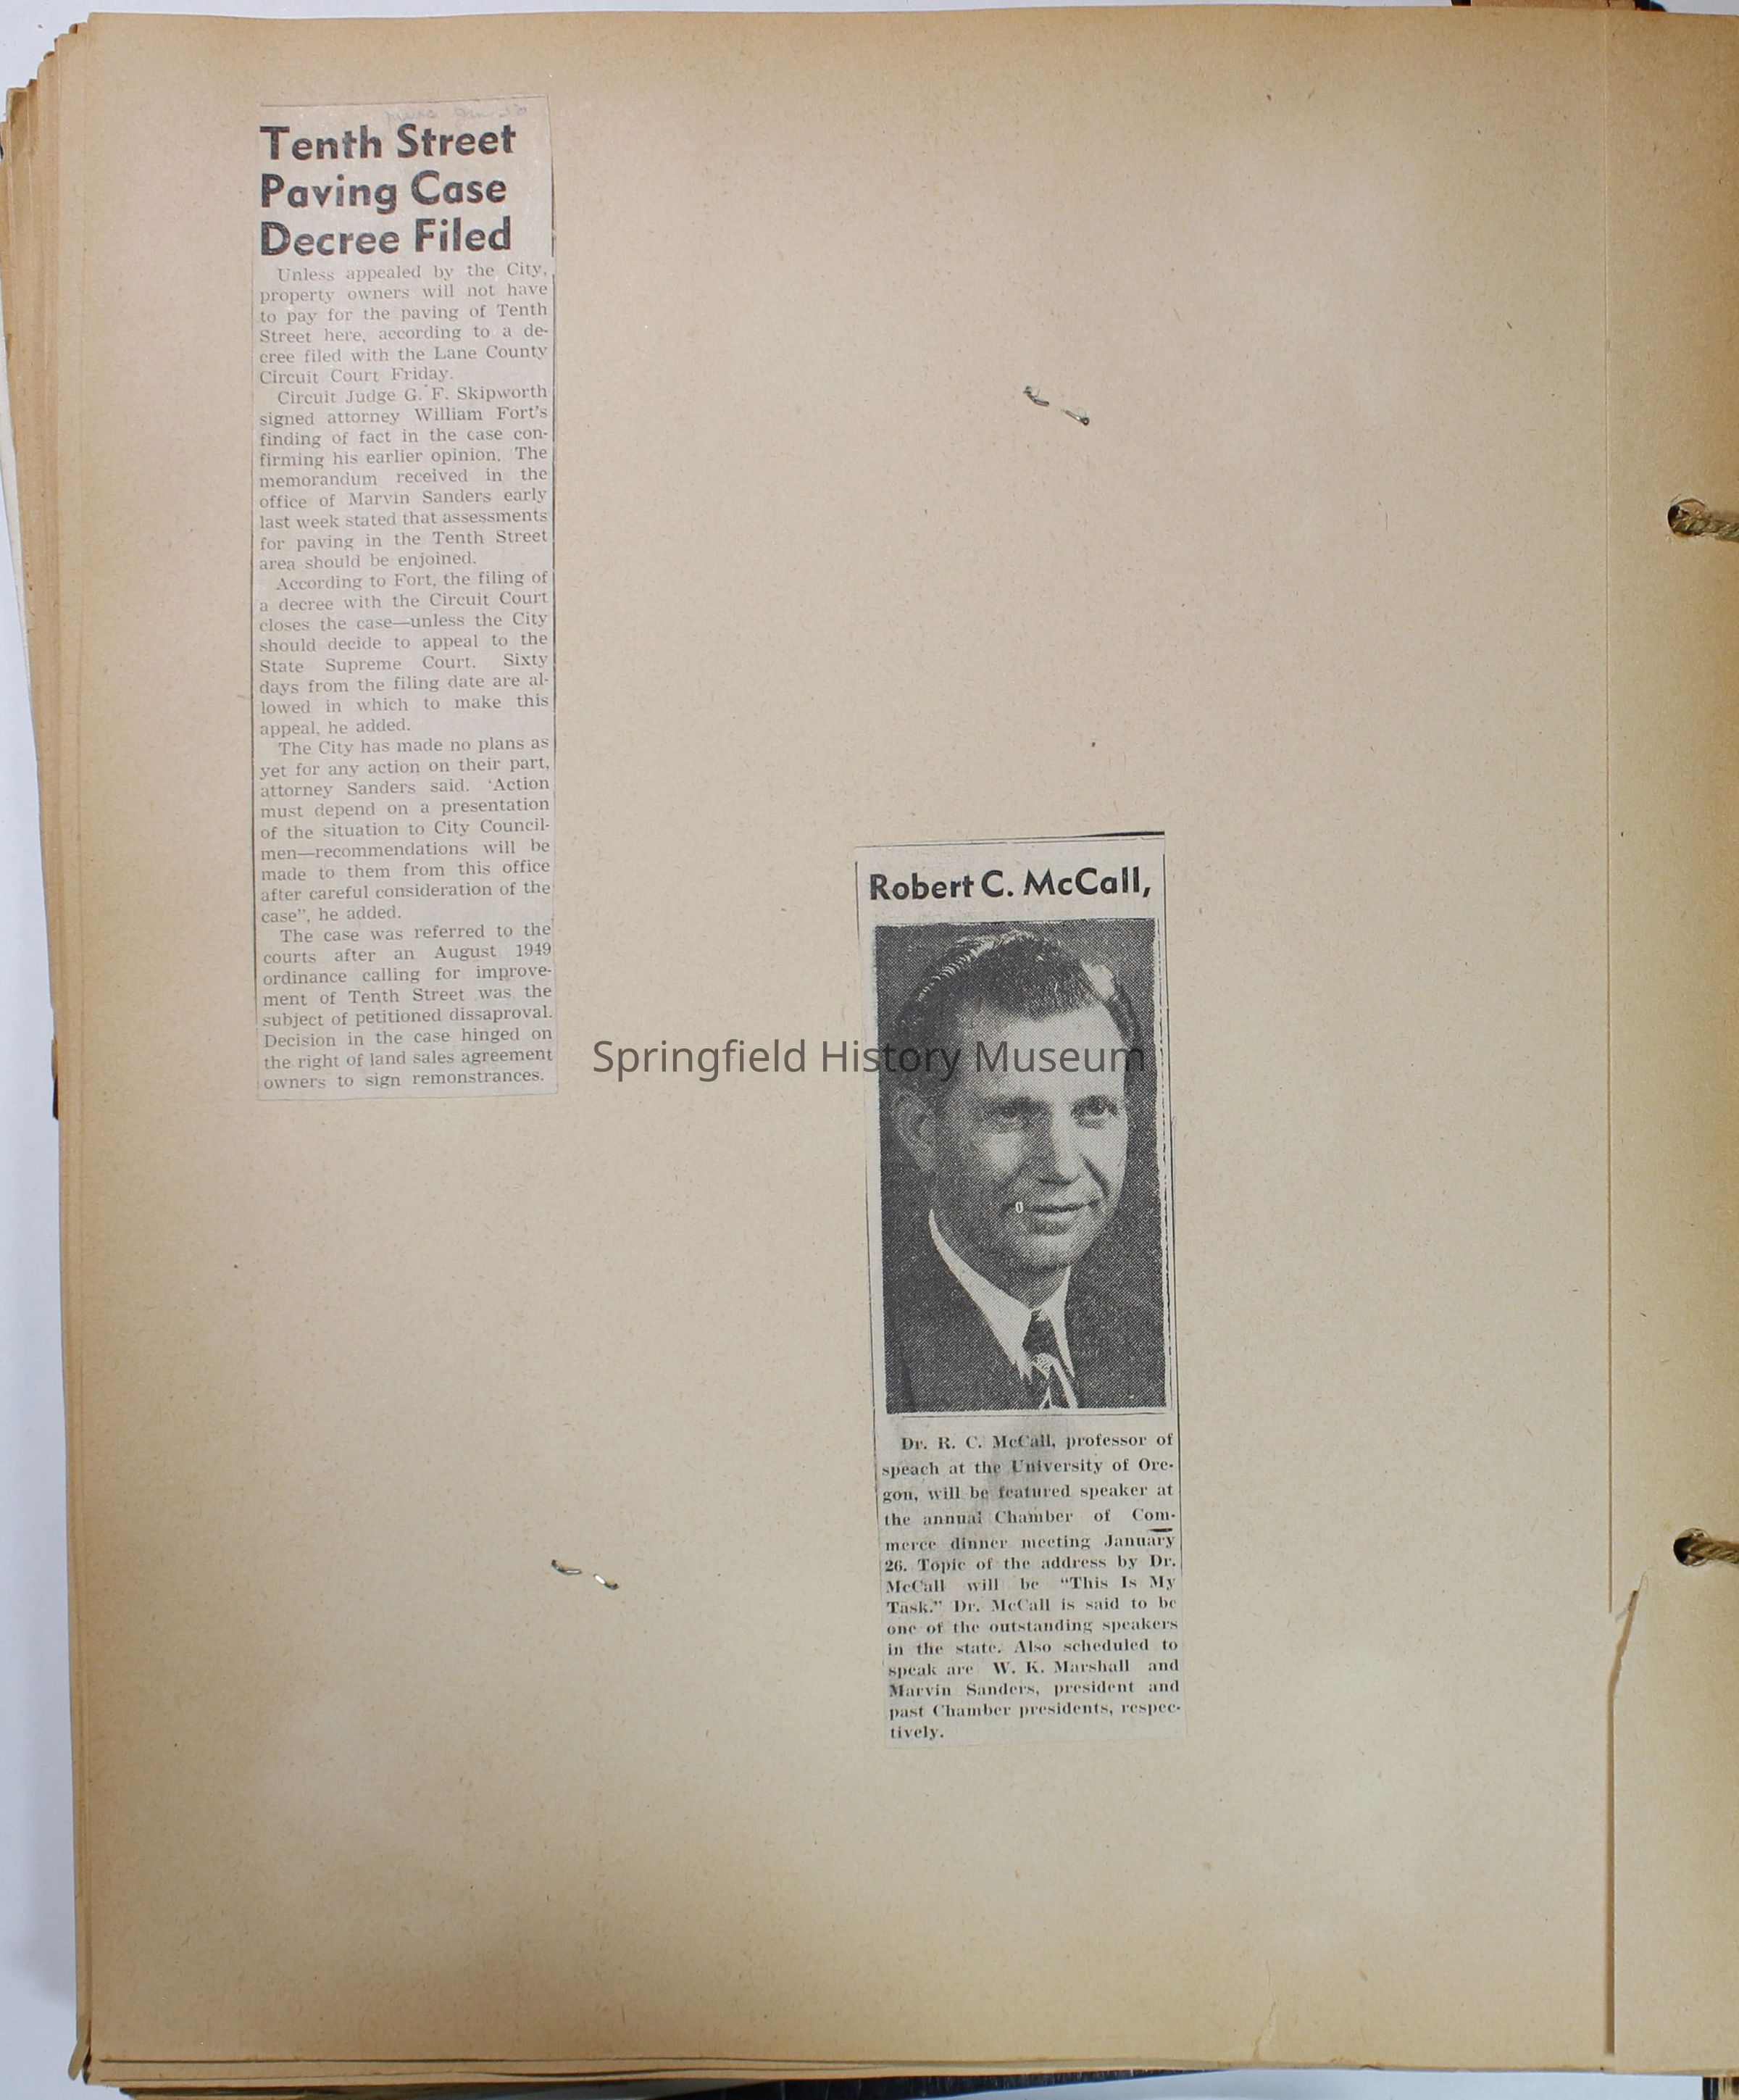 Tenth Street
Paving Case
Decree Filed
Unless appealed by the City,
property owners will not have
to pay for the paving of Tenth
Street here, according to a de-
cree filed with the Lane County
Circuit Court Friday.
Circuit Judge G. F. Skipworth
signed attorney William Fort's
finding of fact in the case con-
firming his earlier opinion. The
memorandum received in the
office of Marvin Sanders early
last week stated that assessments
for paving in the Tenth Street
area should be enjoined.
According to Fort, the filing of
a decree with the Circuit Court
closes the case—unless the City
should decide to appeal to the
State Supreme Court. Sixty
days from the filing date are al-
lowed in which to make this
appeal, he added.
The City has made no plans as
yet for any action on their part,
attorney Sanders said. 'Action
must depend on a presentation
of the situation to City Council-
men—recommendations will be
made to them from this office
after careful consideration of the
case", he added.
The case was referred to the
courts after an August 1949
ordinance calling for improve-
ment of Tenth Street was the
subject of petitioned dissaproval.
Decision in the case hinged on
the right of land sales agreement
owners to sign remonstrances.
Springfield History Museum
Robert C. McCall,
Dr. R. C. McCall, professor of
speach at the University of Ore-
gon, will be featured speaker at
the annual Chamber of Com-
merce dinner meeting January
26. Topic of the address by Dr.
McCall will be "This Is My
Task." Dr. McCall is said to be
one of the outstanding speakers
in the state. Also scheduled to
speak are W. K. Marshall and
Marvin Sanders, president and
past Chamber presidents, respec-
tively.